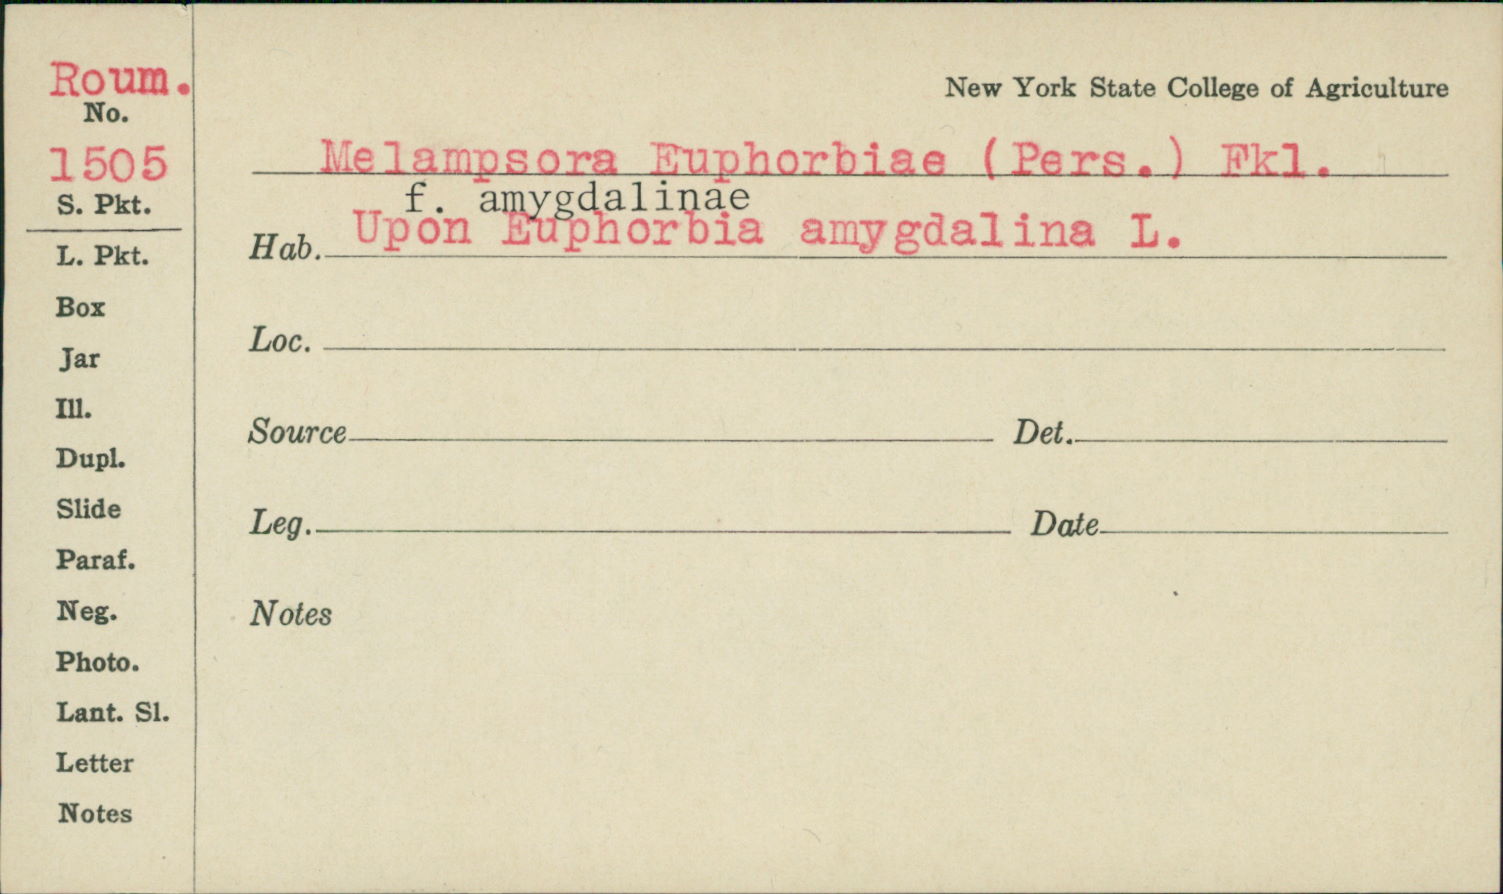 Roum.
No.
1505
S. Pkt.
L. Pkt.
Box
Jar
Ill.
Dupl.
Slide
Paraf.
Neg.
Photo.
Lant. Sl.
Letter
Notes
New York State College of Agriculture
Melampsora Euphorbiae (Pers.) Fkl.
f. amygdalinae
Hab. Upon Euphorbia amygdalina L.
Loc.
Source Det.
Leg. Date
Notes